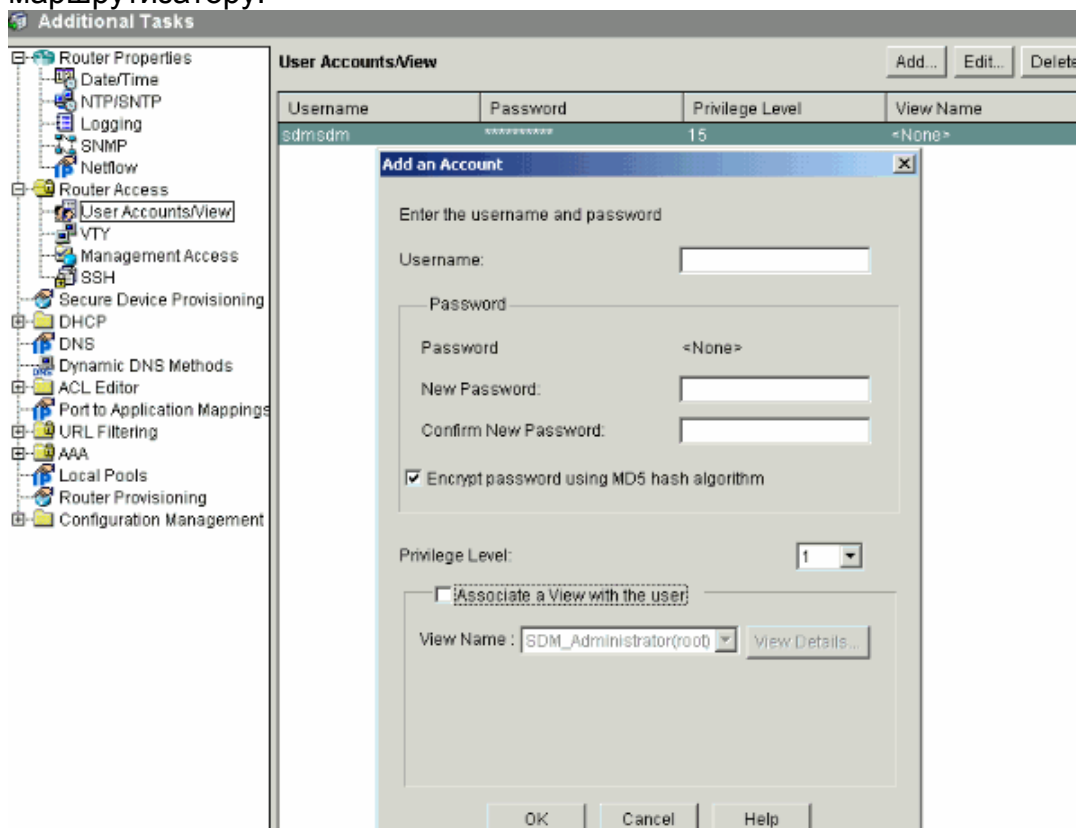 маршрутизатору.
Additional Tasks
Router Properties
Date/Time
NTP/SNTP
Logging
SNMP
Netflow
Router Access
User Accounts/View
VTY
Management Access
SSH
Secure Device Provisioning
DHCP
DNS
Dynamic DNS Methods
ACL Editor
Port to Application Mappings
URL Filtering
AAA
Local Pools
Router Provisioning
Configuration Management
User Accounts/View
Add... Edit... Delete
Username Password Privilege Level View Name
sdmsdm ********** 15 <None>
Add an Account
Enter the username and password
Username:
Password
Password <None>
New Password:
Confirm New Password:
Encrypt password using MD5 hash algorithm
Privilege Level: 1
Associate a View with the user
View Name : SDM_Administrator(root) View Details...
OK Cancel Help